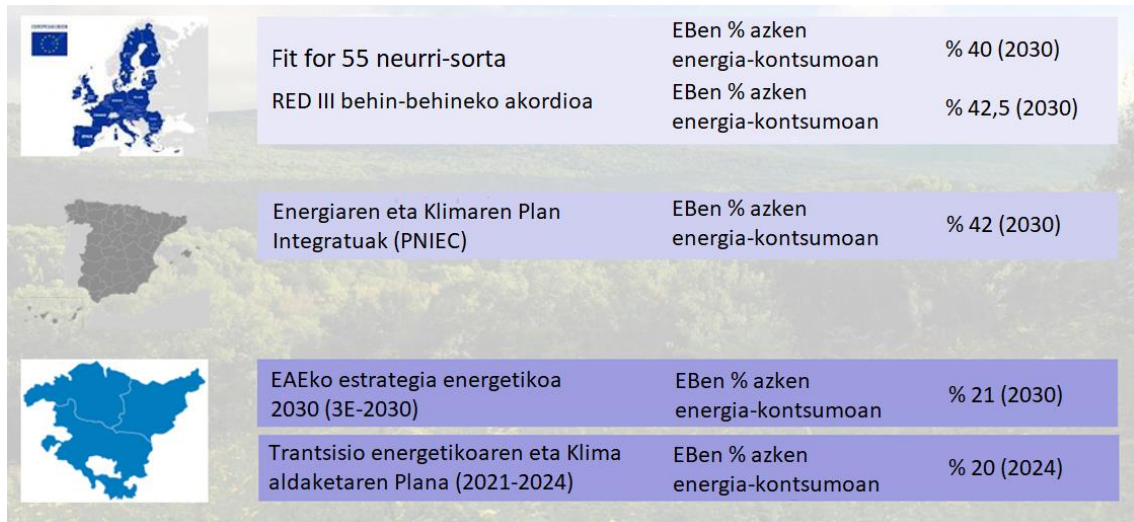 EUROPEAN UNION
Fit for 55 neurri-sorta
EBen % azken
energia-kontsumoan
% 40 (2030)
RED III behin-behineko akordioa
EBen % azken
energia-kontsumoan
% 42,5 (2030)
Energiaren eta Klimaren Plan
Integratuak (PNIEC)
EBen % azken
energia-kontsumoan
% 42 (2030)
EAEko estrategia energetikoa
2030 (3E-2030)
EBen % azken
energia-kontsumoan
% 21 (2030)
Trantsisio energetikoaren eta Klima
aldaketaren Plana (2021-2024)
EBen % azken
energia-kontsumoan
% 20 (2024)